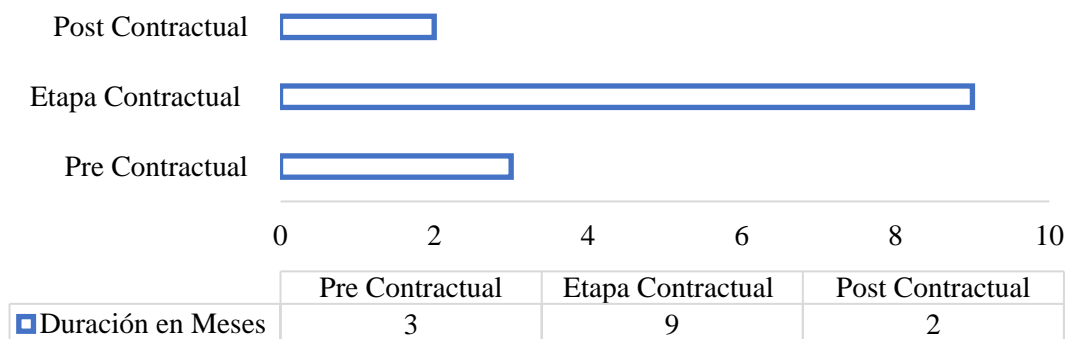 Post Contractual
Etapa Contractual
Pre Contractual
0 2 4 6 8 10
Pre Contractual Etapa Contractual Post Contractual
Duración en Meses 3 9 2